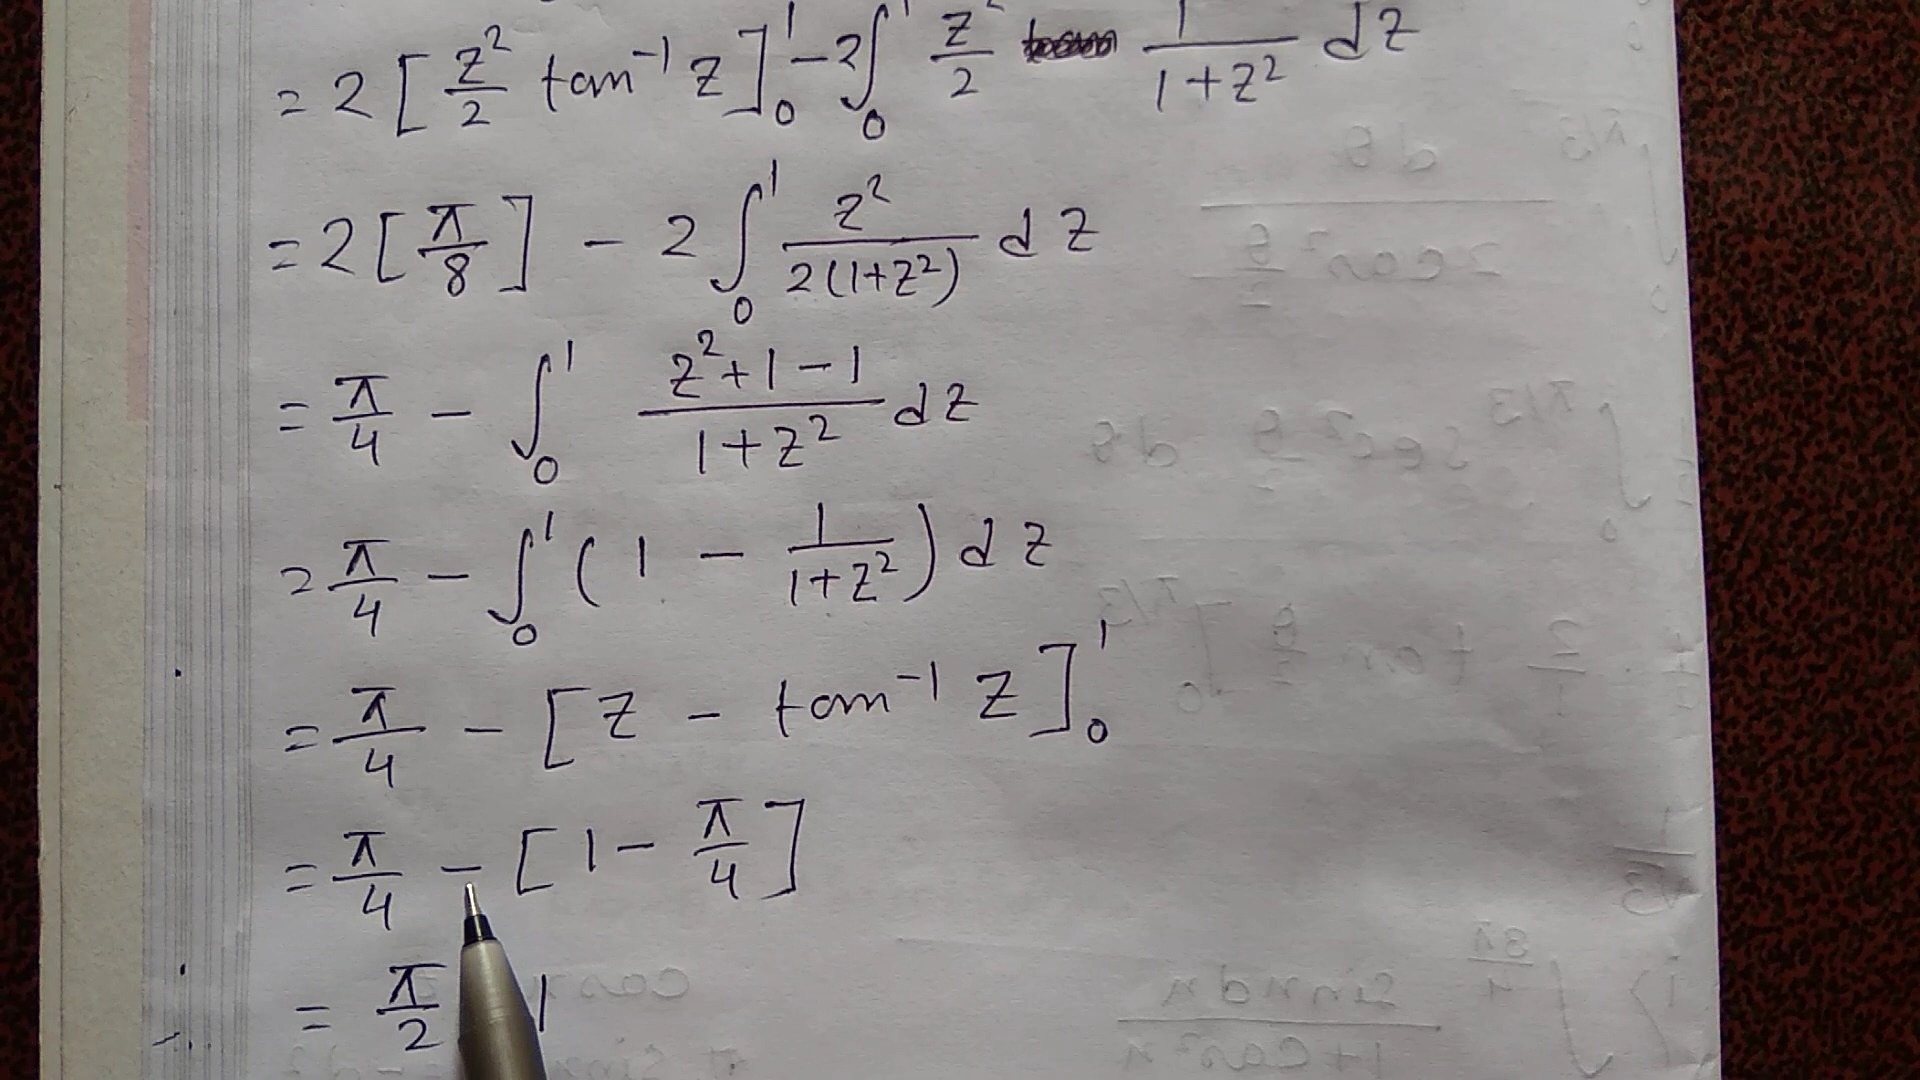 = 2 [ z²/2 tan⁻¹ z ]₀¹ - 2∫₀¹ z²/2 1/(1+z²) dz
= 2 [ π/8 ] - 2 ∫₀¹ z²/(2(1+z²)) dz
= π/4 - ∫₀¹ (z²+1-1)/(1+z²) dz
= π/4 - ∫₀¹ ( 1 - 1/(1+z²) ) dz
= π/4 - [ z - tan⁻¹ z ]₀¹
= π/4 - [ 1 - π/4 ]
= π/2 1